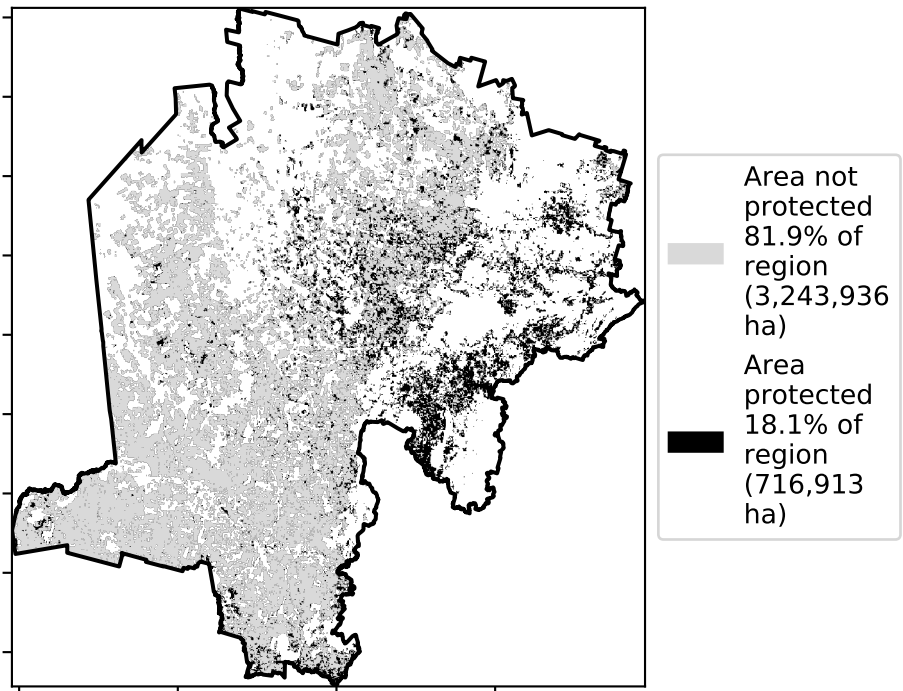 Area not
protected
81.9% of
region
(3,243,936
ha)
Area
protected
18.1% of
region
(716,913
ha)